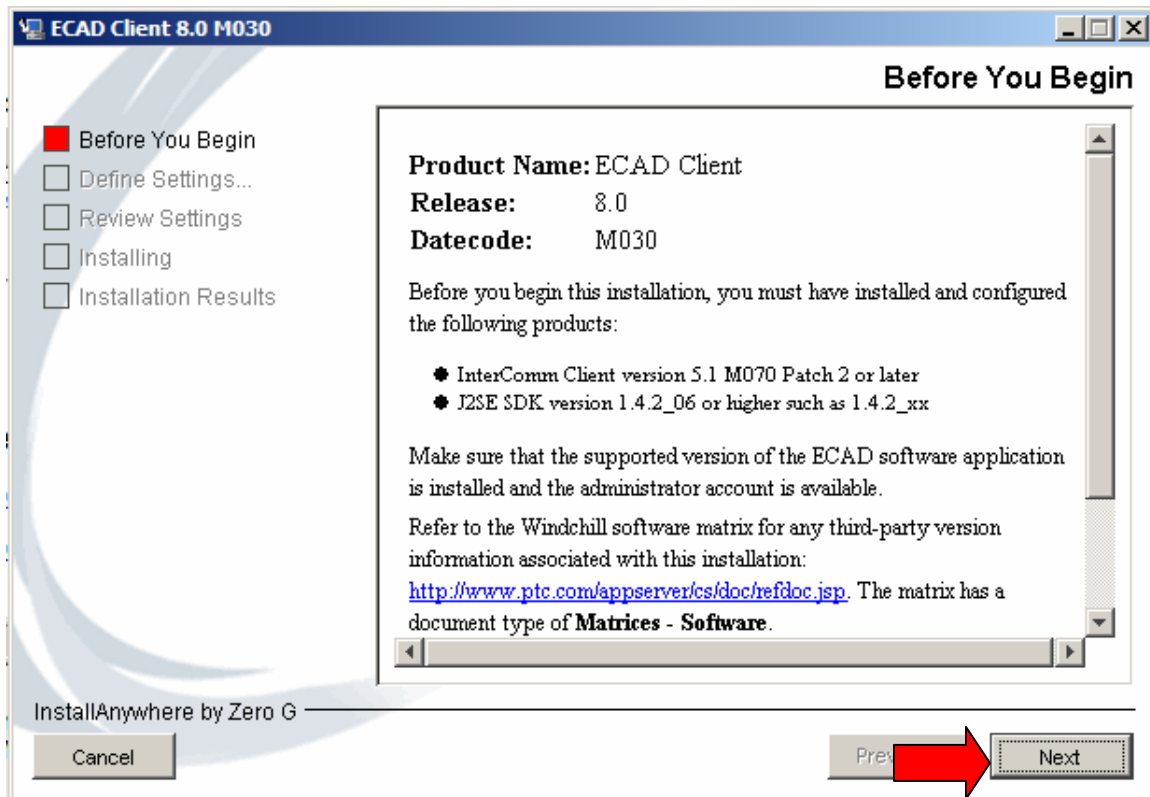 ECAD Client 8.0 M030
Before You Begin
Before You Begin
Define Settings...
Review Settings
Installing
Installation Results
Product Name: ECAD Client
Release: 8.0
Datecode: M030
Before you begin this installation, you must have installed and configured
the following products:
InterComm Client version 5.1 M070 Patch 2 or later
J2SE SDK version 1.4.2_06 or higher such as 1.4.2_xx
Make sure that the supported version of the ECAD software application
is installed and the administrator account is available.
Refer to the Windchill software matrix for any third-party version
information associated with this installation:
http://www.ptc.com/appserver/cs/doc/refdoc.jsp. The matrix has a
document type of Matrices - Software.
InstallAnywhere by Zero G
Cancel
Next